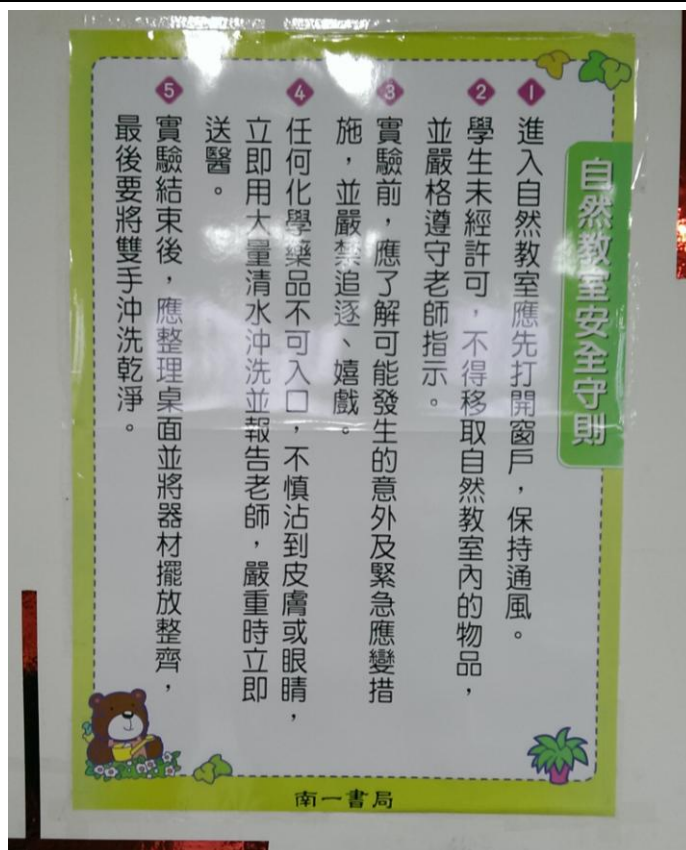 自然教室安全守則
1 進入自然教室應先打開窗戶，保持通風。
2 學生未經許可，不得移取自然教室內的物品，
並嚴格遵守老師指示。
3 實驗前，應了解可能發生的意外及緊急應變措
施，並嚴禁追逐、嬉戲。
4 任何化學藥品不可入口，不慎沾到皮膚或眼睛，
立即用大量清水沖洗並報告老師，嚴重時立即
送醫。
5 實驗結束後，應整理桌面並將器材擺放整齊，
最後要將雙手沖洗乾淨。
南一書局